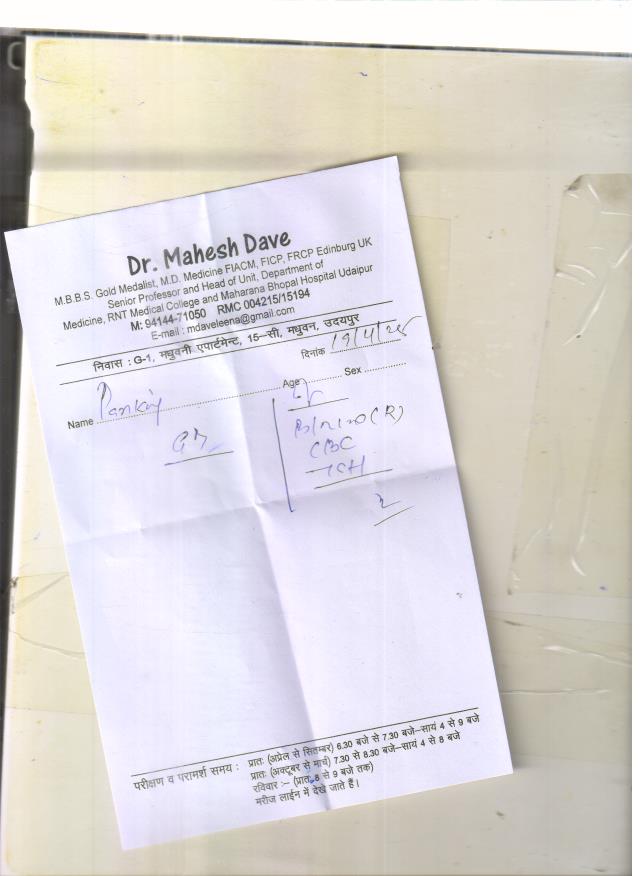 Dr. Mahesh Dave
M.B.B.S. Gold Medalist, M.D. Medicine FIACM, FICP, FRCP Edinburg UK
Senior Professor and Head of Unit, Department of
Medicine, RNT Medical College and Maharana Bhopal Hospital Udaipur
M: 94144-71050 RMC 004215/15194
E-mail : mdaveleena@gmail.com
निवास : G-1, मधुवनी एपार्टमेन्ट, 15-सी, मधुवन, उदयपुर
दिनांक
Name Pankaj Age Sex
CBC
परीक्षण व परामर्श समय : प्रातः (अप्रेल से सितम्बर) 6.30 बजे से 7.30 बजे-सायं 4 से 9 बजे
प्रातः (अक्टूबर से मार्च) 7.30 से 8.30 बजे-सायं 4 से 8 बजे
रविवार :- (प्रातः 8 से 9 बजे तक)
मरीज लाईन में देखे जाते हैं।